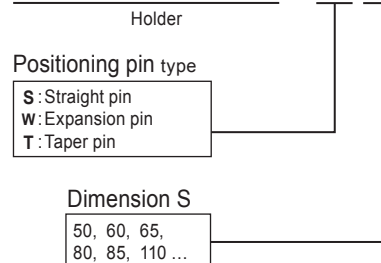 Holder
Positioning pin type
S : Straight pin
W : Expansion pin
T : Taper pin
Dimension S
50, 60, 65,
80, 85, 110 ...